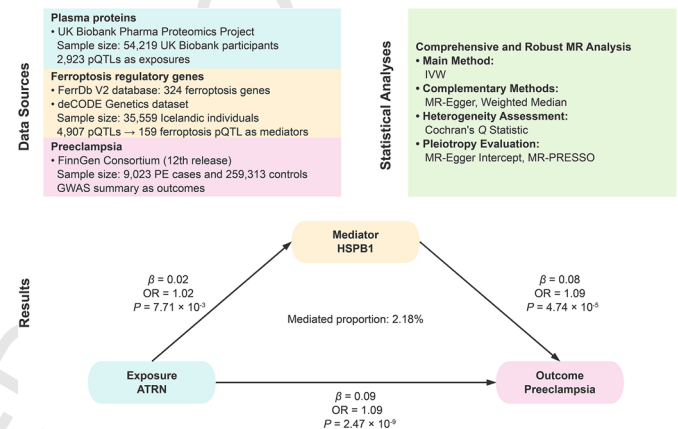 Data Sources
Plasma proteins
• UK Biobank Pharma Proteomics Project
Sample size: 54,219 UK Biobank participants
2,923 pQTLs as exposures
Ferroptosis regulatory genes
• FerrDb V2 database: 324 ferroptosis genes
• deCODE Genetics dataset
Sample size: 35,559 Icelandic individuals
4,907 pQTLs → 159 ferroptosis pQTL as mediators
Preeclampsia
• FinnGen Consortium (12th release)
Sample size: 9,023 PE cases and 259,313 controls
GWAS summary as outcomes
Statistical Analyses
Comprehensive and Robust MR Analysis
• Main Method:
IVW
• Complementary Methods:
MR-Egger, Weighted Median
• Heterogeneity Assessment:
Cochran's Q Statistic
• Pleiotropy Evaluation:
MR-Egger Intercept, MR-PRESSO
Results
Mediator
HSPB1
β = 0.02
OR = 1.02
P = 7.71 × 10⁻³
β = 0.08
OR = 1.09
P = 4.74 × 10⁻⁵
Mediated proportion: 2.18%
Exposure
ATRN
Outcome
Preeclampsia
β = 0.09
OR = 1.09
P = 2.47 × 10⁻⁹